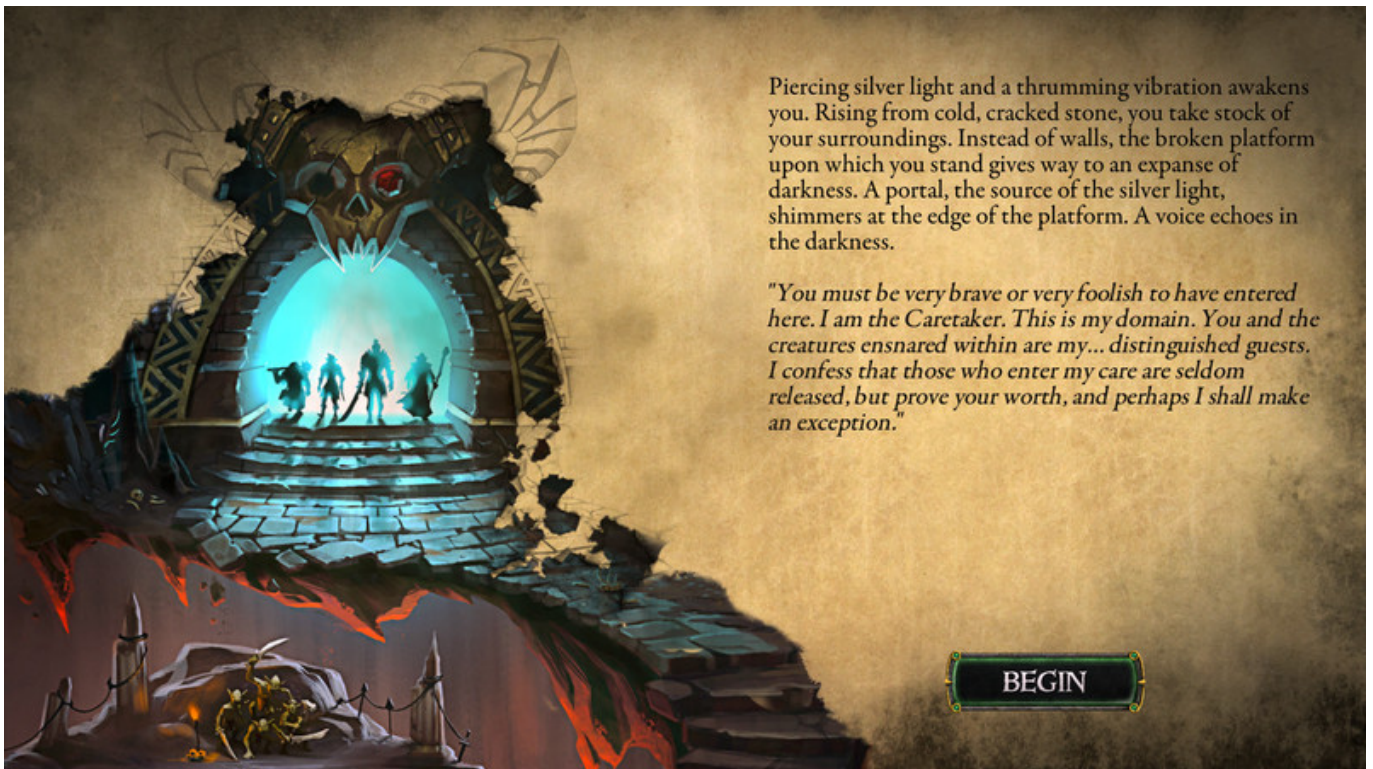 Piercing silver light and a thrumming vibration awakens
you. Rising from cold, cracked stone, you take stock of
your surroundings. Instead of walls, the broken platform
upon which you stand gives way to an expanse of
darkness. A portal, the source of the silver light,
shimmers at the edge of the platform. A voice echoes in
the darkness.
"You must be very brave or very foolish to have entered
here. I am the Caretaker. This is my domain. You and the
creatures ensnared within are my... distinguished guests.
I confess that those who enter my care are seldom
released, but prove your worth, and perhaps I shall make
an exception."
BEGIN